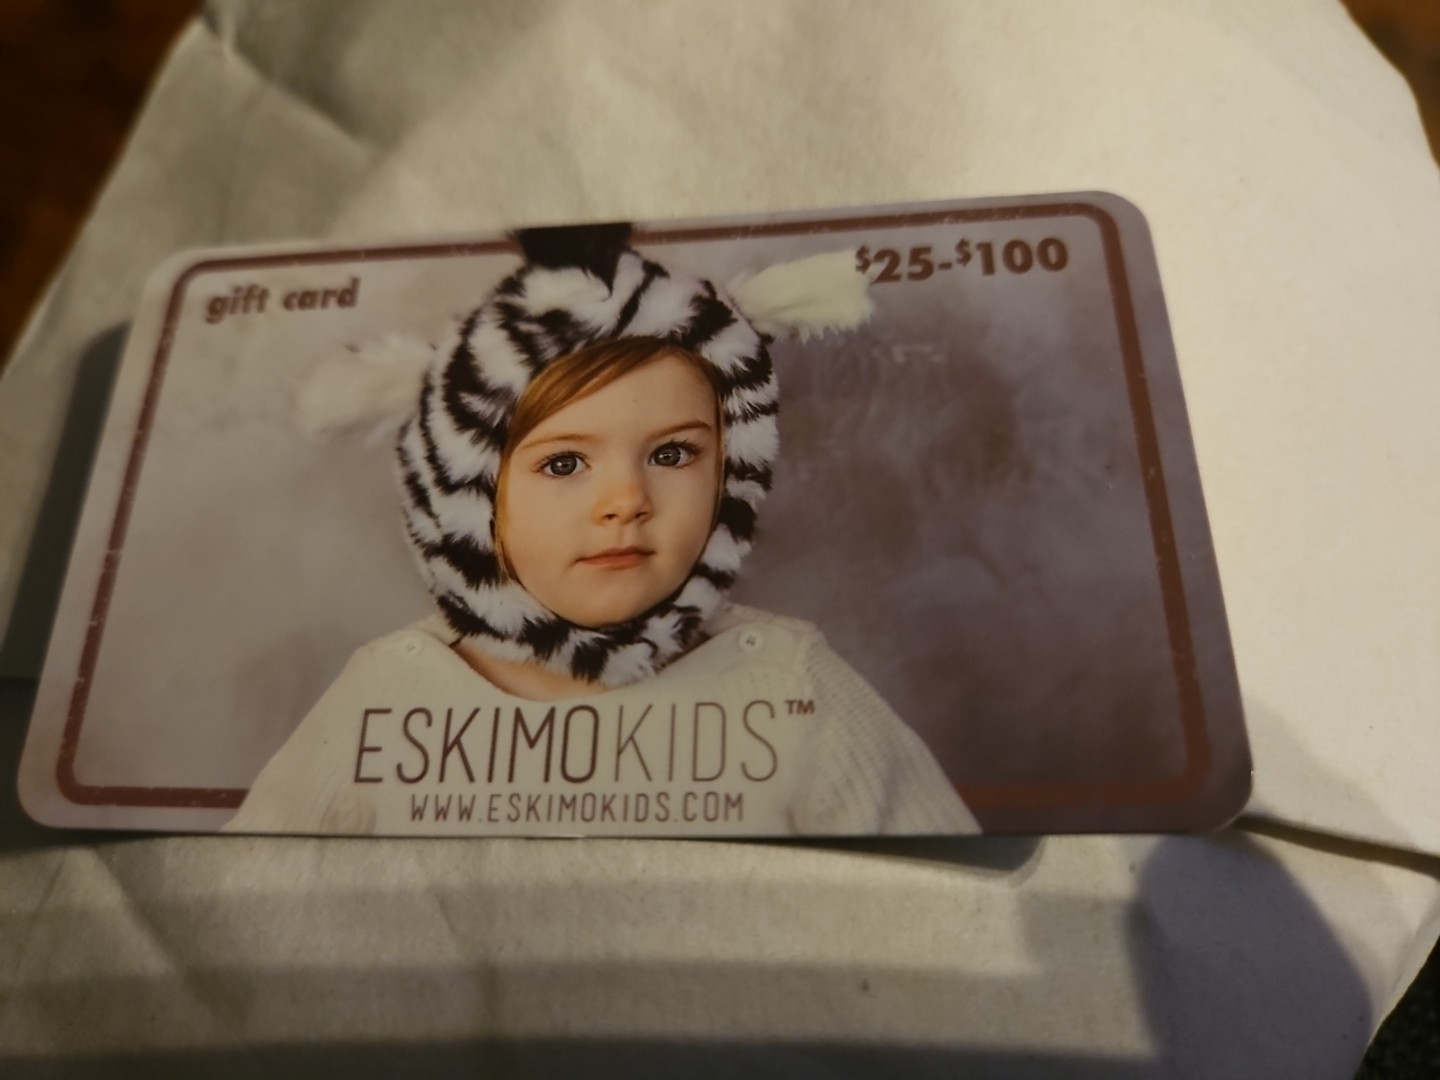 gift card
$25-$100
ESKIMOKIDS™
WWW.ESKIMOKIDS.COM